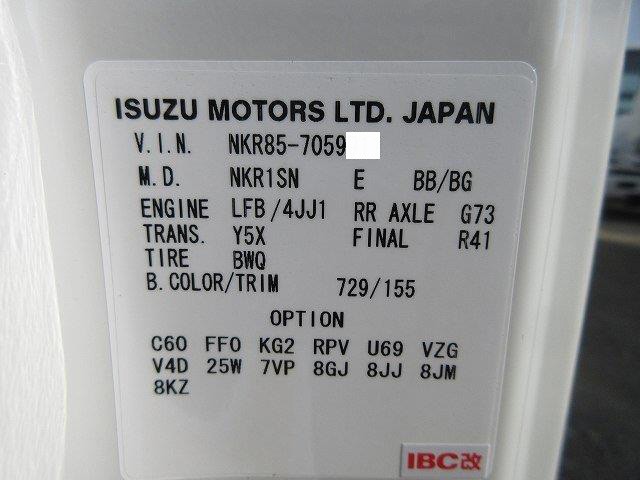 ISUZU MOTORS LTD. JAPAN
V.I.N. NKR85-7059
M.D. NKR1SN E BB/BG
ENGINE LFB/4JJ1 RR AXLE G73
TRANS. Y5X FINAL R41
TIRE BWQ
B.COLOR/TRIM 729/155
OPTION
C60 FF0 KG2 RPV U69 VZG
V4D 25W 7VP 8GJ 8JJ 8JM
8KZ
IBC改